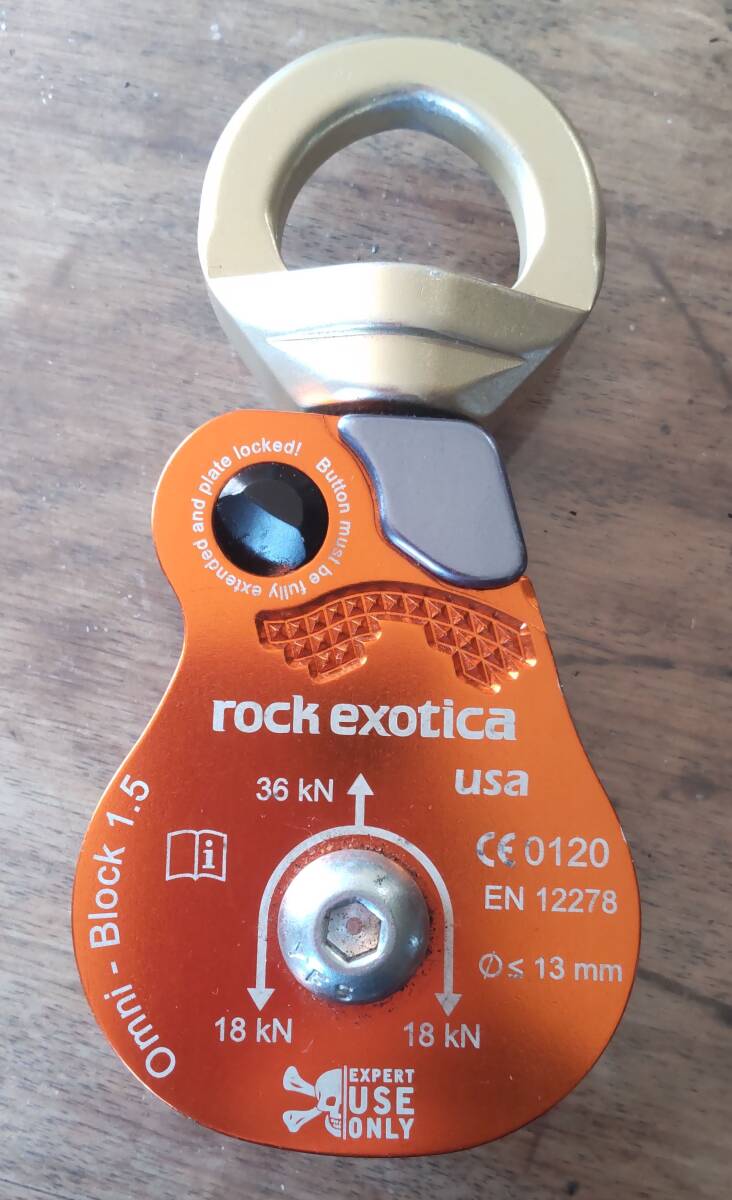 Button must be fully extended and plate locked!
rock exotica
usa
36 kN
CE 0120
EN 12278
Ø ≤ 13 mm
Omni - Block 1.5
i
18 kN
18 kN
EXPERT
USE
ONLY